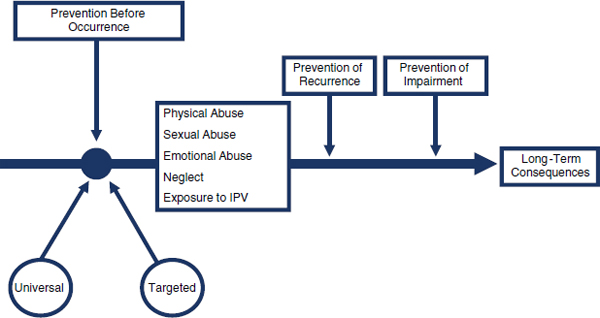 Prevention Before
Occurrence
Prevention of
Recurrence
Prevention of
Impairment
Physical Abuse
Sexual Abuse
Emotional Abuse
Neglect
Exposure to IPV
Long-Term
Consequences
Universal
Targeted